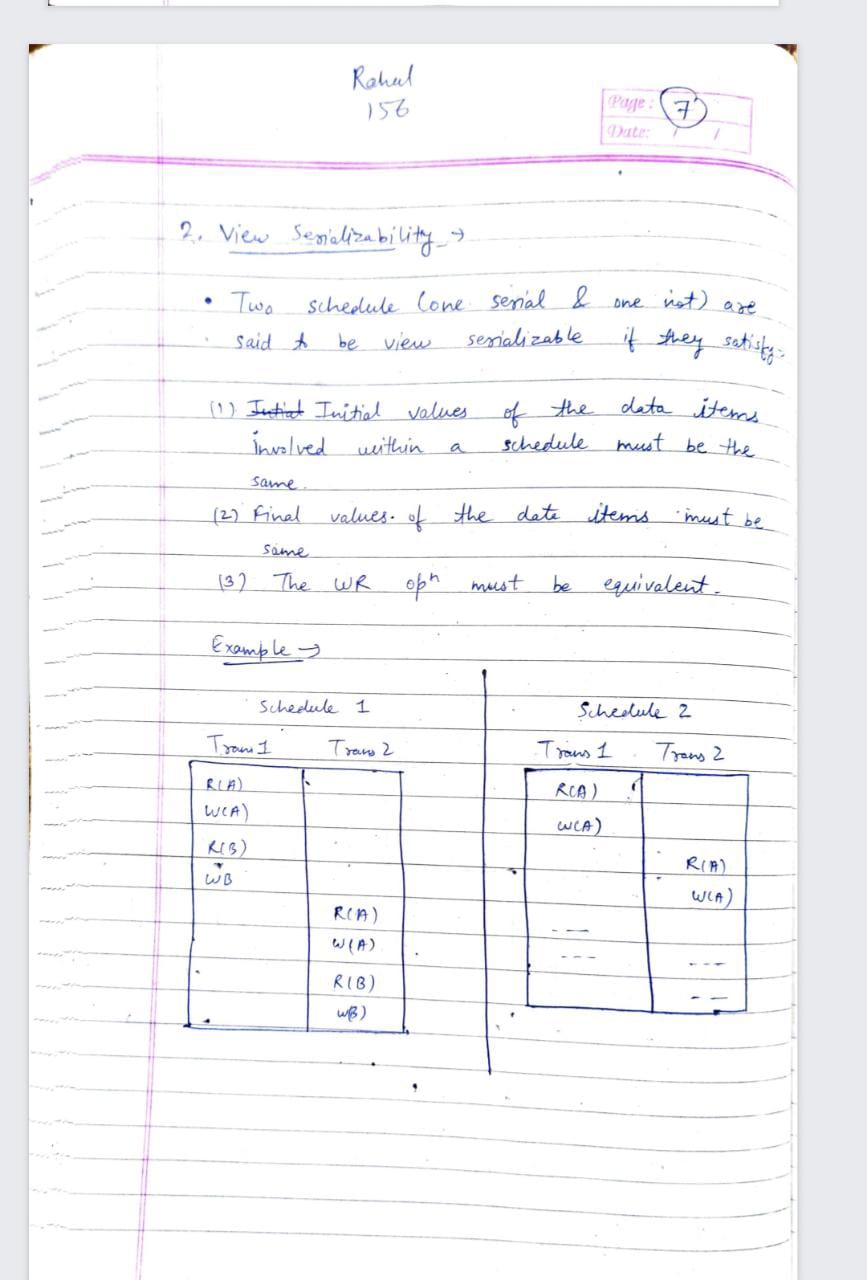 Rahul
156
Page: 7
Date: / /
2. View Serializability →
• Two schedule (one serial & one not) are
said to be view serializable if they satisfy:-
(1) Intial Initial values of the data items
involved within a schedule must be the
same.
(2) Final values of the date items must be
same
(3) The WR opn must be equivalent.
Example →
Schedule 1
Trans 1 Trans 2
R(A)
W(A)
R(B)
WB
R(A)
W(A)
R(B)
WB)
Schedule 2
Trans 1 Trans 2
R(A)
W(A)
R(A)
W(A)
---
---
---
--